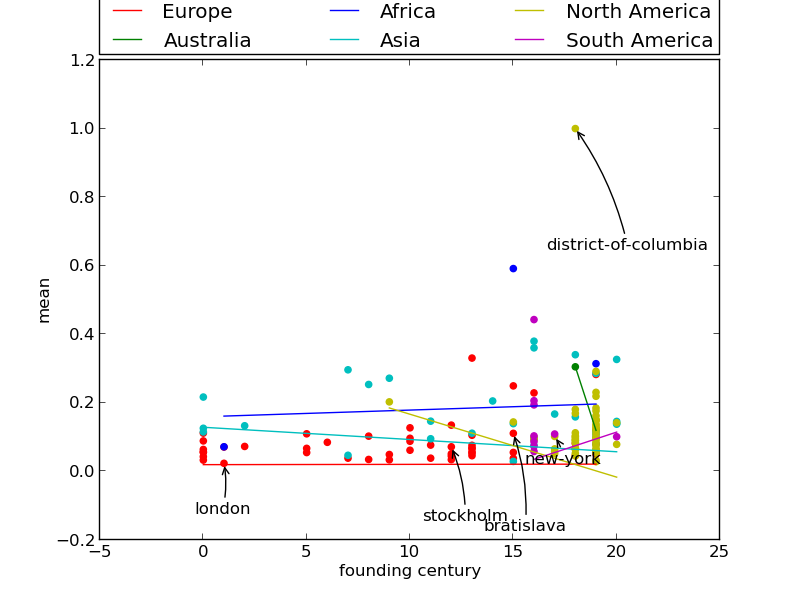 Europe Africa North America
Australia Asia South America
1.2
1.0
0.8
0.6
0.4
0.2
0.0
−0.2
mean
district-of-columbia
new-york
london
stockholm
bratislava
−5 0 5 10 15 20 25
founding century